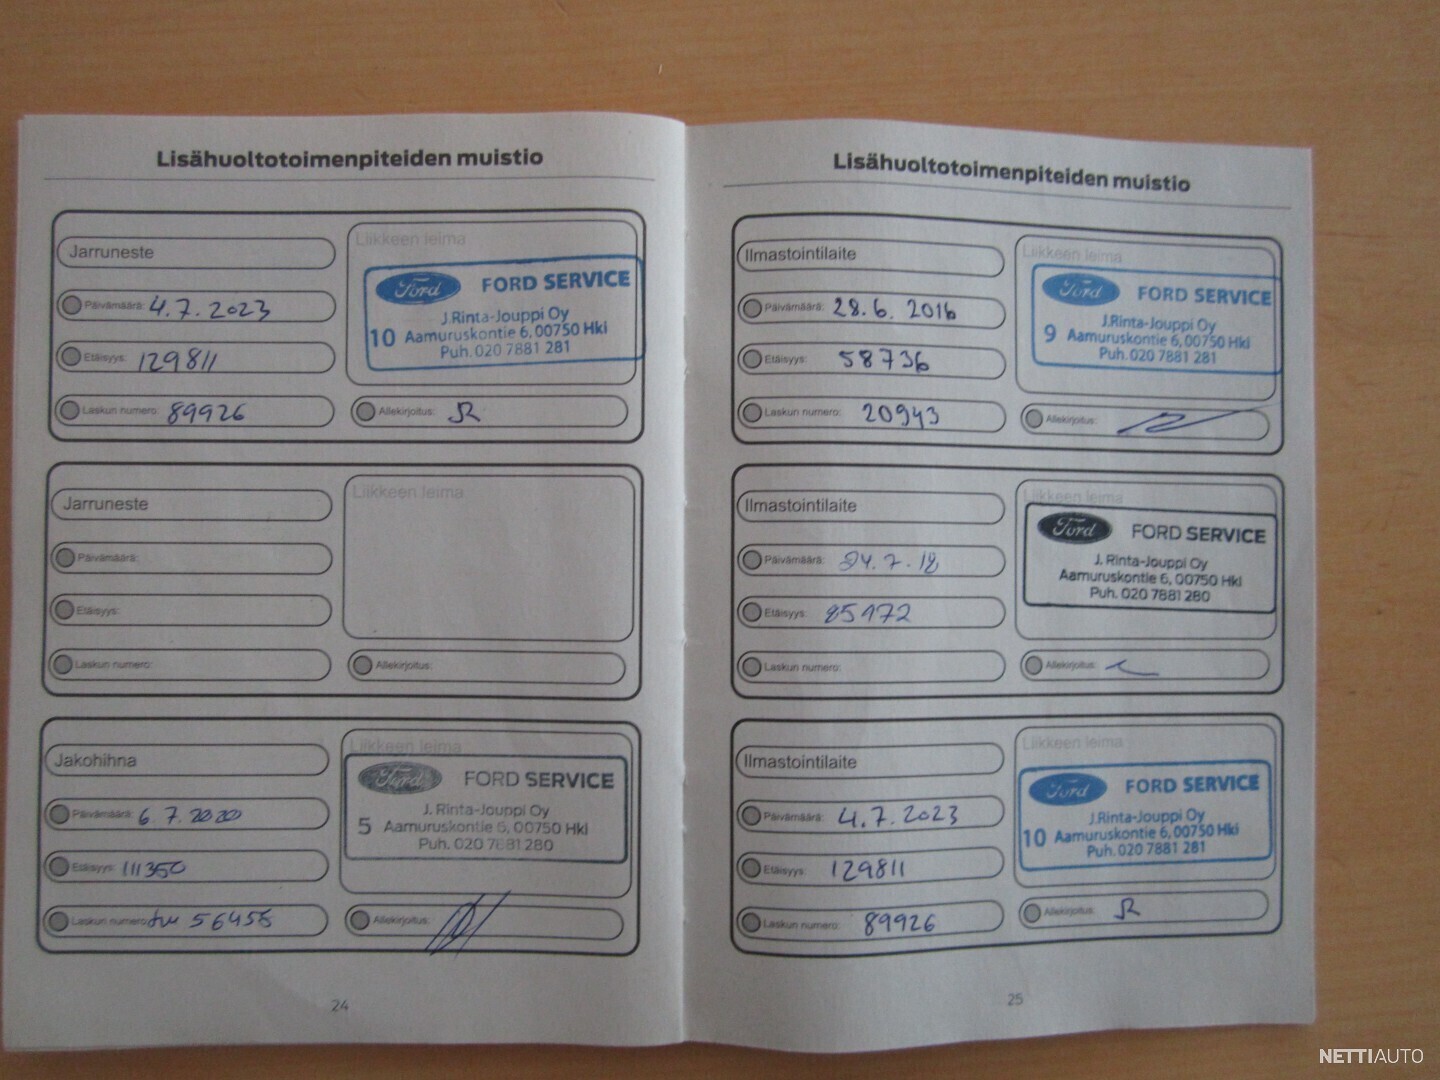 Lisähuoltotoimenpiteiden muistio
Jarruneste
Päivämäärä: 4.7.2023
Etäisyys: 129811
Laskun numero: 89926
Liikkeen leima
Ford FORD SERVICE
J.Rinta-Jouppi Oy
10 Aamuruskontie 6, 00750 Hki
Puh. 020 7881 281
Allekirjoitus:
Jarruneste
Päivämäärä:
Etäisyys:
Laskun numero:
Liikkeen leima
Allekirjoitus:
Jakohihna
Päivämäärä: 6.7.2020
Etäisyys: 111350
Laskun numero: 56458
Liikkeen leima
Ford FORD SERVICE
J. Rinta-Jouppi Oy
5 Aamuruskontie 6, 00750 Hki
Puh. 020 7881 280
Allekirjoitus:
24
Lisähuoltotoimenpiteiden muistio
Ilmastointilaite
Päivämäärä: 28.6.2016
Etäisyys: 58736
Laskun numero: 20943
Liikkeen leima
Ford FORD SERVICE
J.Rinta-Jouppi Oy
9 Aamuruskontie 6, 00750 Hki
Puh. 020 7881 281
Allekirjoitus:
Ilmastointilaite
Päivämäärä: 24.7.18
Etäisyys: 85972
Laskun numero:
Liikkeen leima
Ford FORD SERVICE
J. Rinta-Jouppi Oy
Aamuruskontie 6, 00750 Hki
Puh. 020 7881 280
Allekirjoitus:
Ilmastointilaite
Päivämäärä: 4.7.2023
Etäisyys: 129811
Laskun numero: 89926
Liikkeen leima
Ford FORD SERVICE
J.Rinta-Jouppi Oy
10 Aamuruskontie 6, 00750 Hki
Puh. 020 7881 281
Allekirjoitus:
25
NETTIAUTO